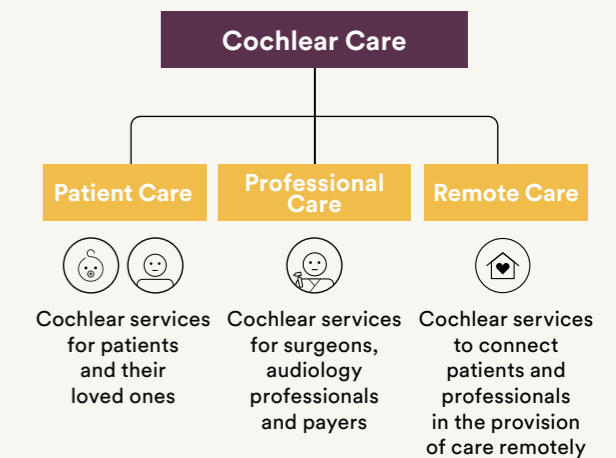 Cochlear Care
Patient Care
Professional
Care
Remote Care
Cochlear services
for patients
and their
loved ones
Cochlear services
for surgeons,
audiology
professionals
and payers
Cochlear services
to connect
patients and
professionals
in the provision
of care remotely